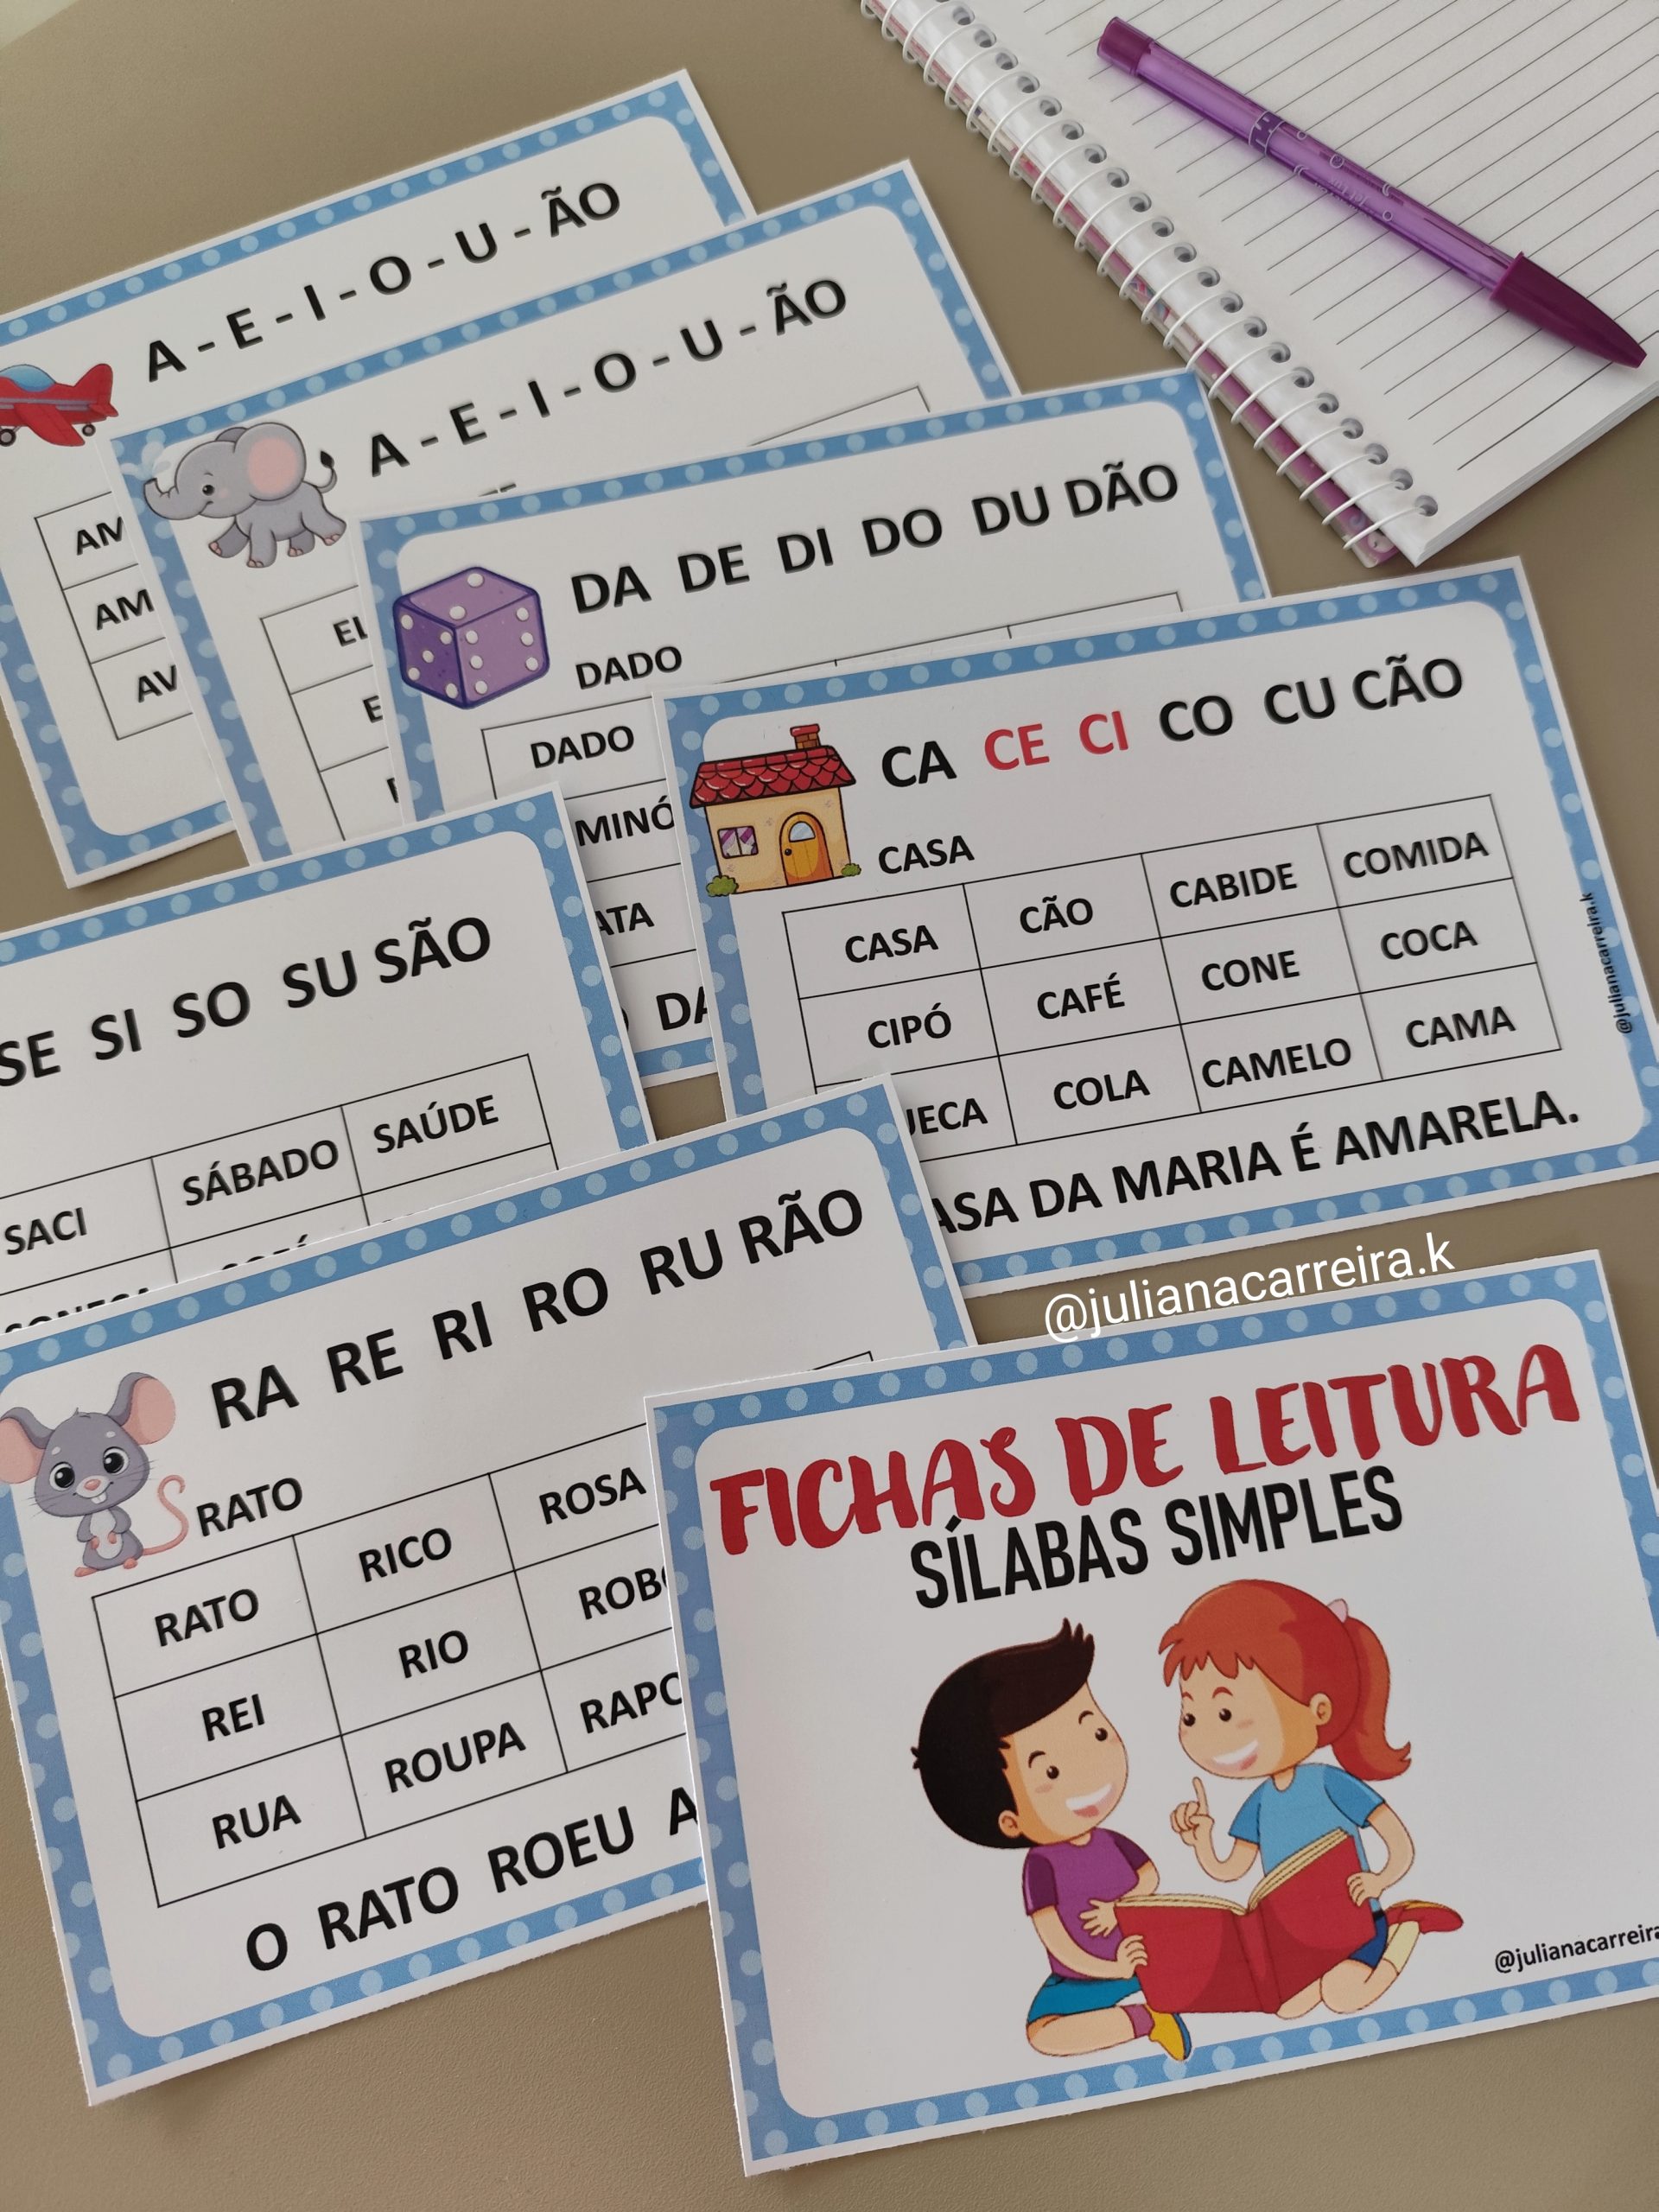 A - E - I - O - U - ÃO
A - E - I - O - U - ÃO
DA DE DI DO DU DÃO
DADO
DADO
CA CE CI CO CU CÃO
CASA
CASA CÃO CABIDE COMIDA
CIPÓ CAFÉ CONE COCA
COLA CAMELO CAMA
DA MARIA É AMARELA.
@julianacarreira.k
SE SI SO SU SÃO
SACI SÁBADO SAÚDE
RA RE RI RO RU RÃO
RATO
RATO RICO ROSA
REI RIO
RUA ROUPA
O RATO ROEU A
@julianacarreira.k
FICHAS DE LEITURA
SÍLABAS SIMPLES
@julianacarreira